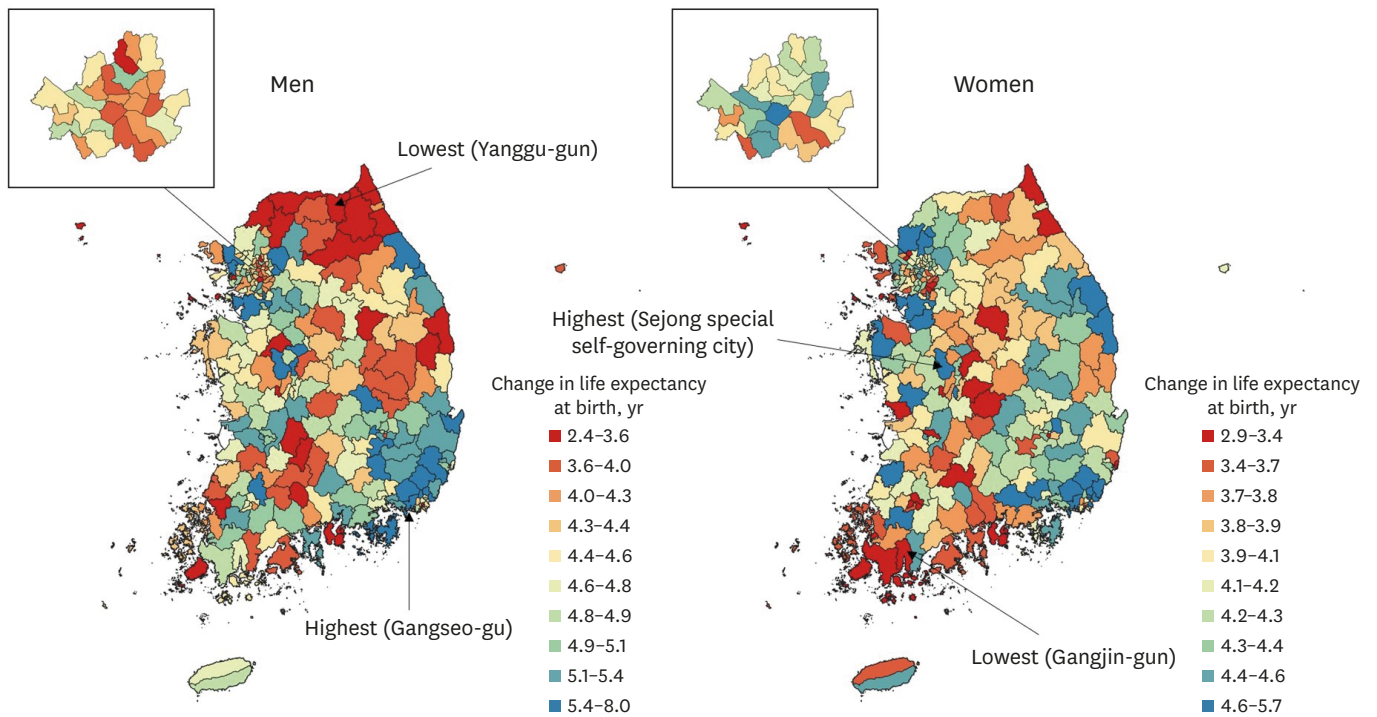 Men
Lowest (Yanggu-gun)
Highest (Gangseo-gu)
Change in life expectancy
at birth, yr
2.4–3.6
3.6–4.0
4.0–4.3
4.3–4.4
4.4–4.6
4.6–4.8
4.8–4.9
4.9–5.1
5.1–5.4
5.4–8.0
Women
Highest (Sejong special
self-governing city)
Lowest (Gangjin-gun)
Change in life expectancy
at birth, yr
2.9–3.4
3.4–3.7
3.7–3.8
3.8–3.9
3.9–4.1
4.1–4.2
4.2–4.3
4.3–4.4
4.4–4.6
4.6–5.7